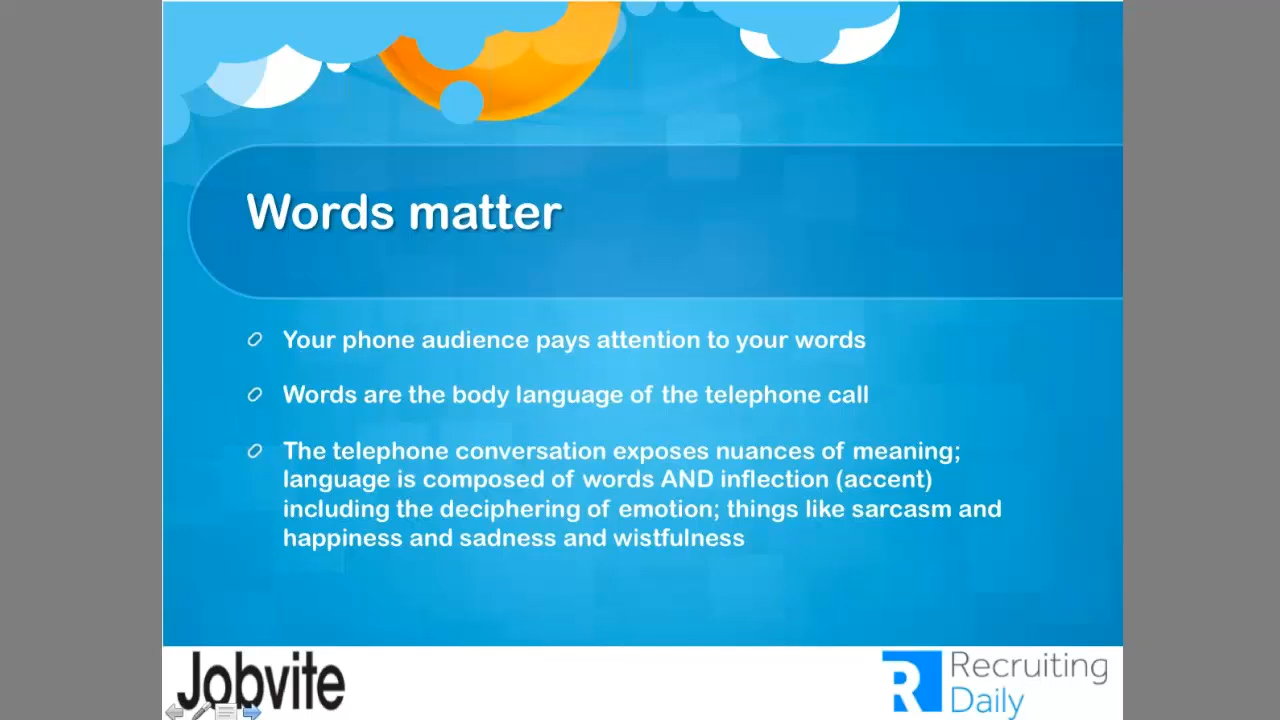 Words matter
Your phone audience pays attention to your words
Words are the body language of the telephone call
The telephone conversation exposes nuances of meaning;
language is composed of words AND inflection (accent)
including the deciphering of emotion; things like sarcasm and
happiness and sadness and wistfulness
Jobvite
R Recruiting
Daily